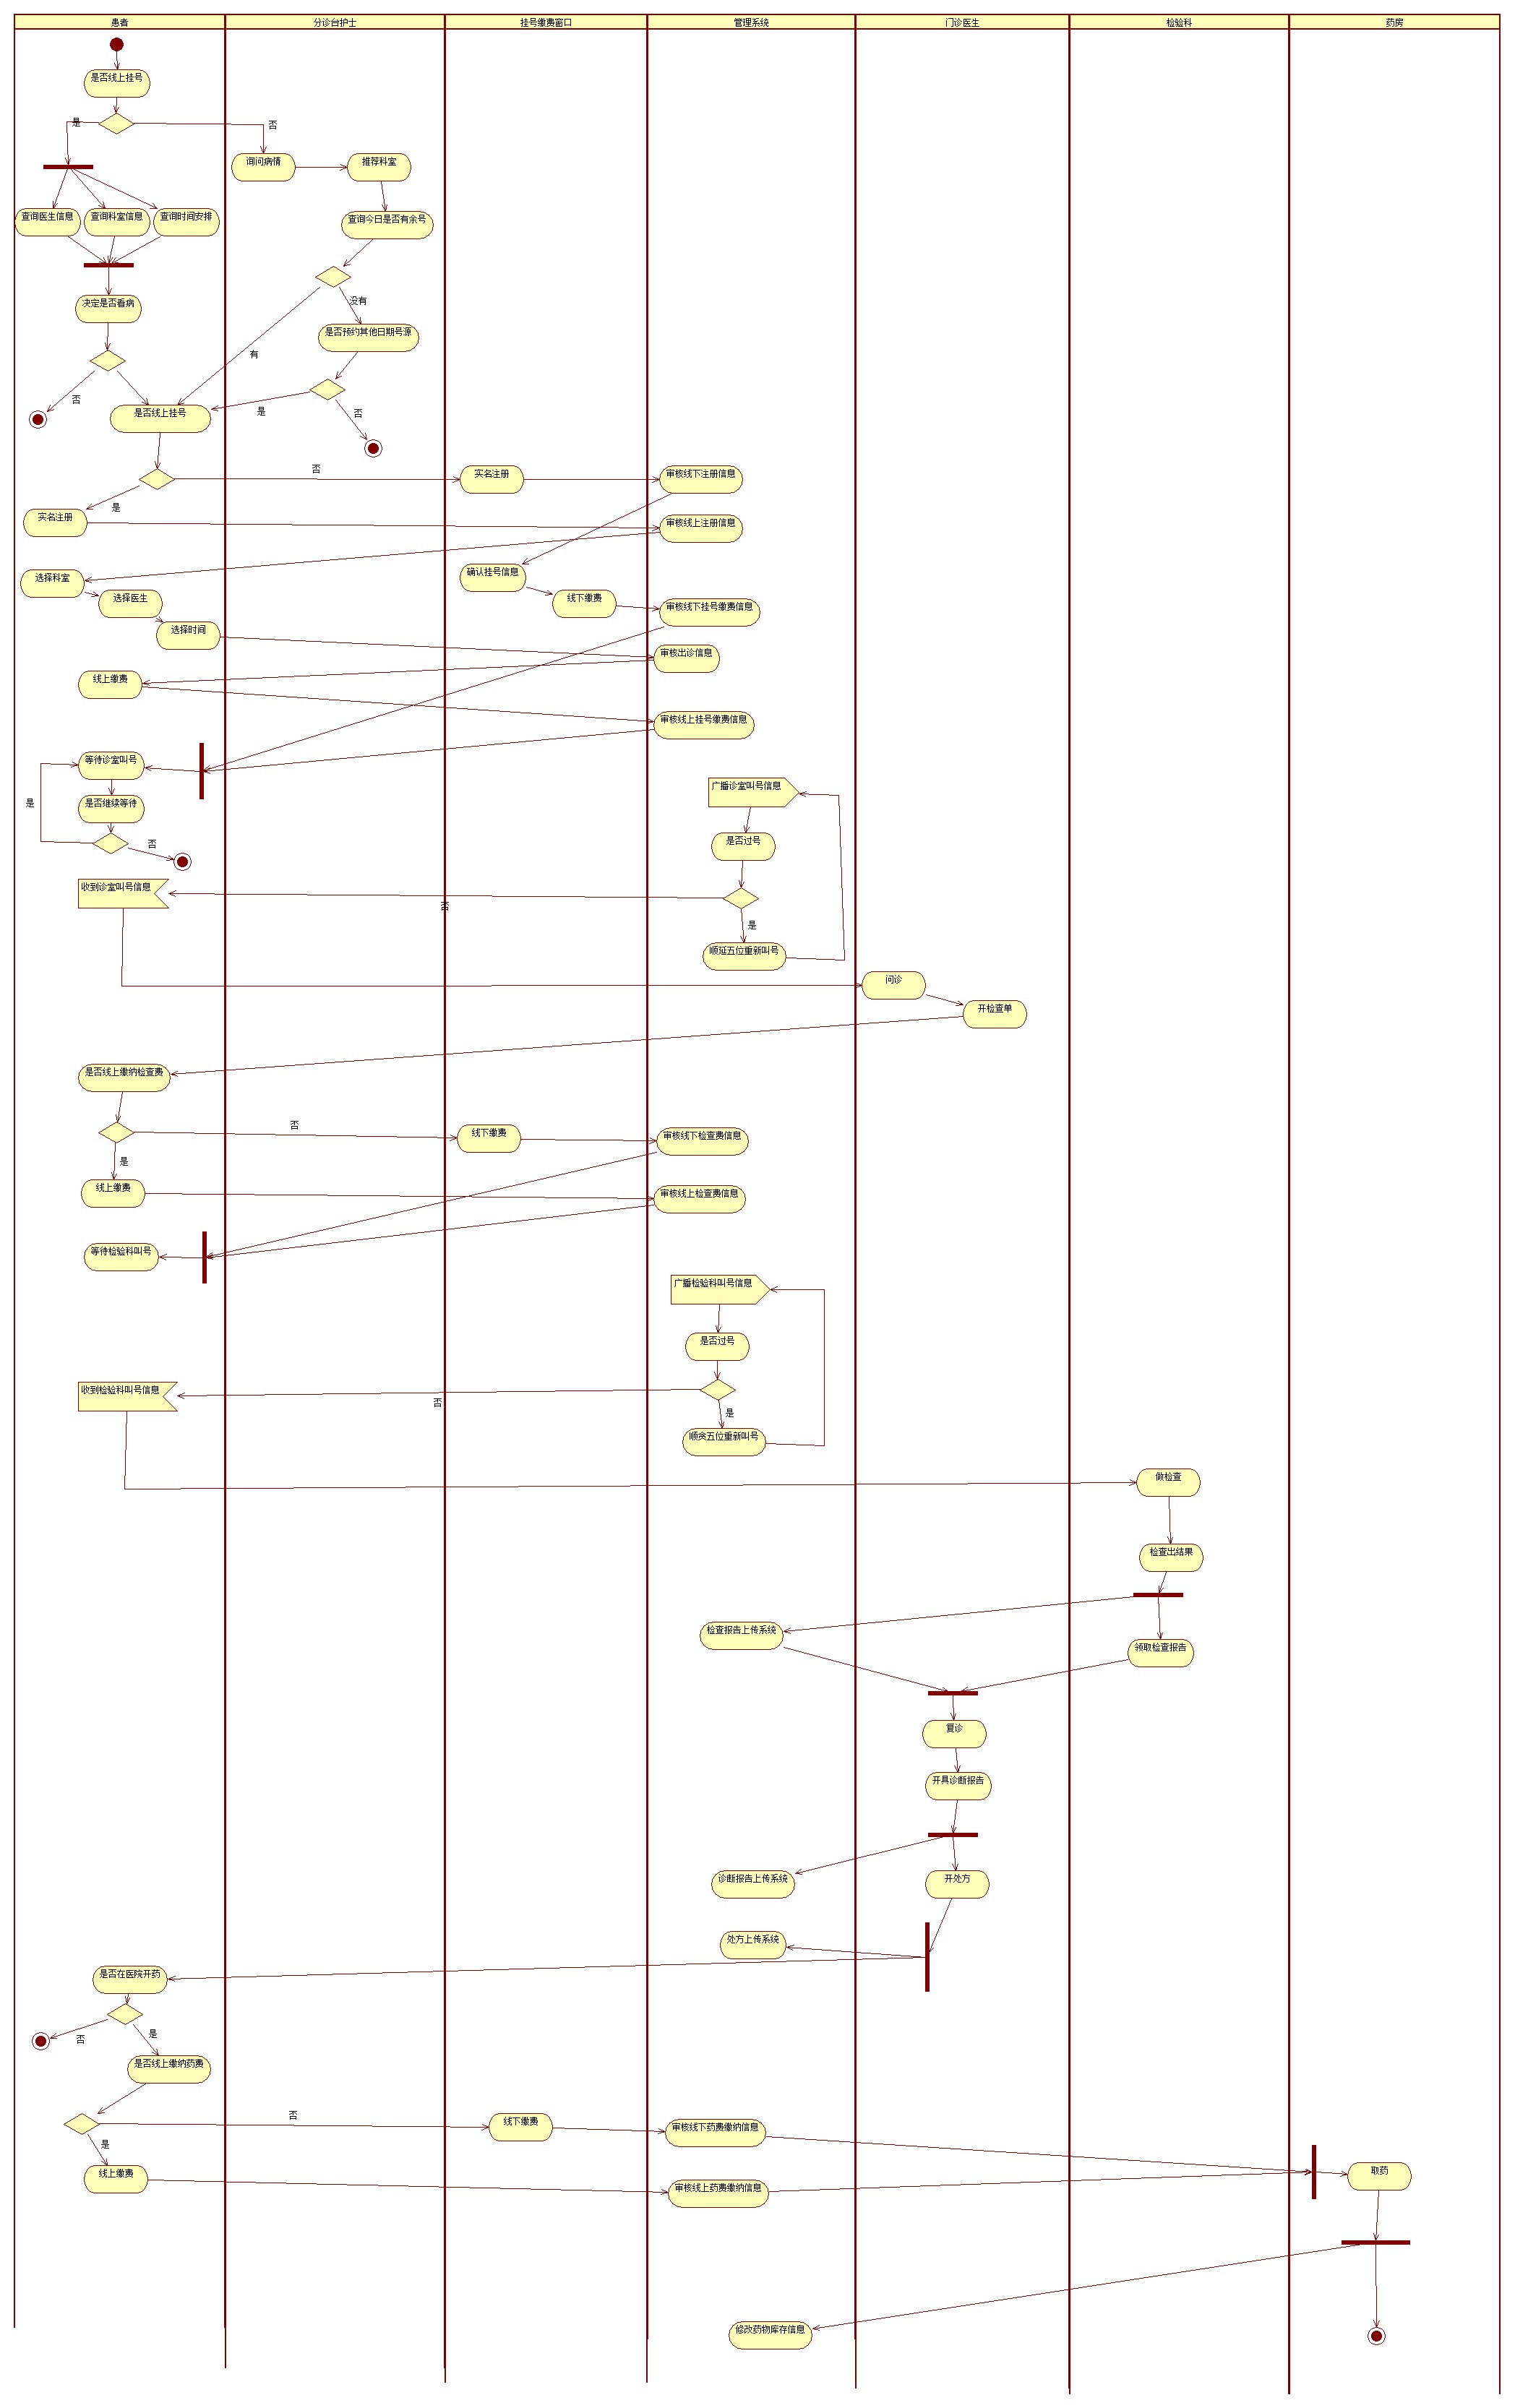 患者
分诊台护士
挂号缴费窗口
管理系统
门诊医生
检验科
药房
是否线上挂号
是
否
询问病情
推荐科室
查询医生信息
查询科室信息
查询时间安排
查询今日是否有余号
决定是否看病
没有
是否预约其他日期号源
有
否
是否线上挂号
是
否
否
实名注册
审核线下注册信息
是
实名注册
审核线上注册信息
选择科室
确认挂号信息
选择医生
线下缴费
审核线下挂号缴费信息
选择时间
审核出诊信息
线上缴费
审核线上挂号缴费信息
等待诊室叫号
广播诊室叫号信息
是
是否继续等待
是否过号
否
收到诊室叫号信息
否
是
顺延五位重新叫号
问诊
开检查单
是否线上缴纳检查费
否
线下缴费
审核线下检查费信息
是
线上缴费
审核线上检查费信息
等待检验科叫号
广播检验科叫号信息
是否过号
收到检验科叫号信息
否
是
顺庾五位重新叫号
做检查
检查出结果
检查报告上传系统
领取检查报告
复诊
开具诊断报告
诊断报告上传系统
开处方
处方上传系统
是否在医院开药
否
是
是否线上缴纳药费
否
线下缴费
审核线下药费缴纳信息
是
线上缴费
审核线上药费缴纳信息
取药
修改药物库存信息